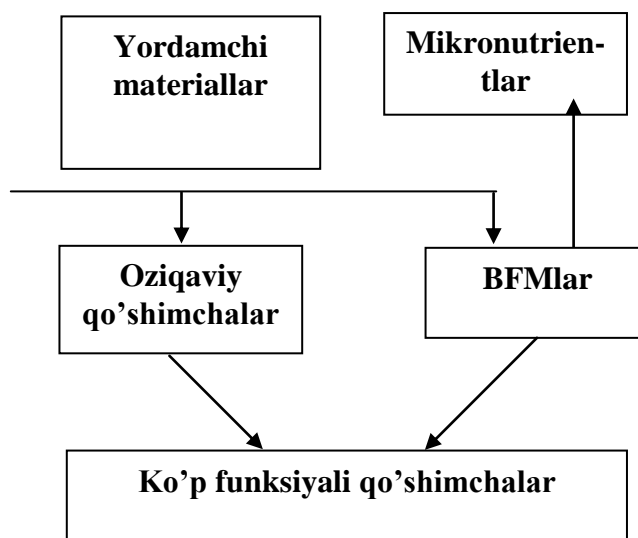 Yordamchi
materiallar
Mikronutrien-
tlar
Oziqaviy
qo’shimchalar
BFMlar
Ko’p funksiyali qo’shimchalar